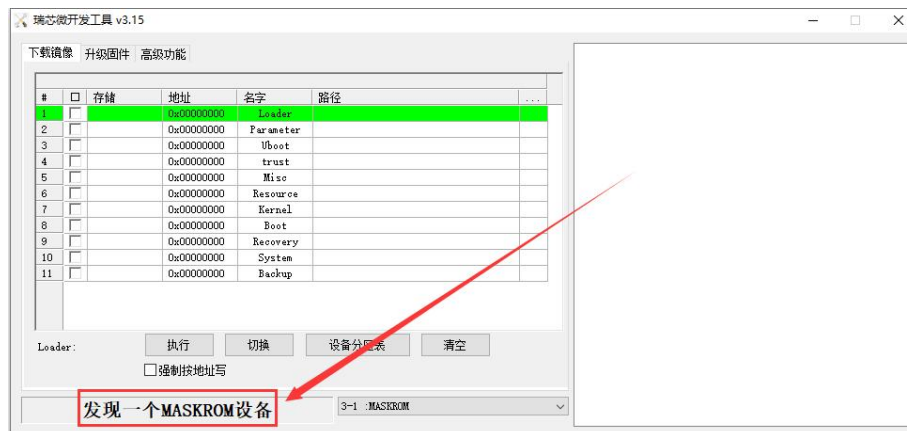 瑞芯微开发工具 v3.15
下载镜像 升级固件 高级功能
# 存储 地址 名字 路径 ...
1 0x00000000 Loader
2 0x00000000 Parameter
3 0x00000000 Uboot
4 0x00000000 trust
5 0x00000000 Misc
6 0x00000000 Resource
7 0x00000000 Kernel
8 0x00000000 Boot
9 0x00000000 Recovery
10 0x00000000 System
11 0x00000000 Backup
Loader: 执行 切换 设备分区表 清空
强制按地址写
发现一个MASKROM设备 3-1 :MASKROM